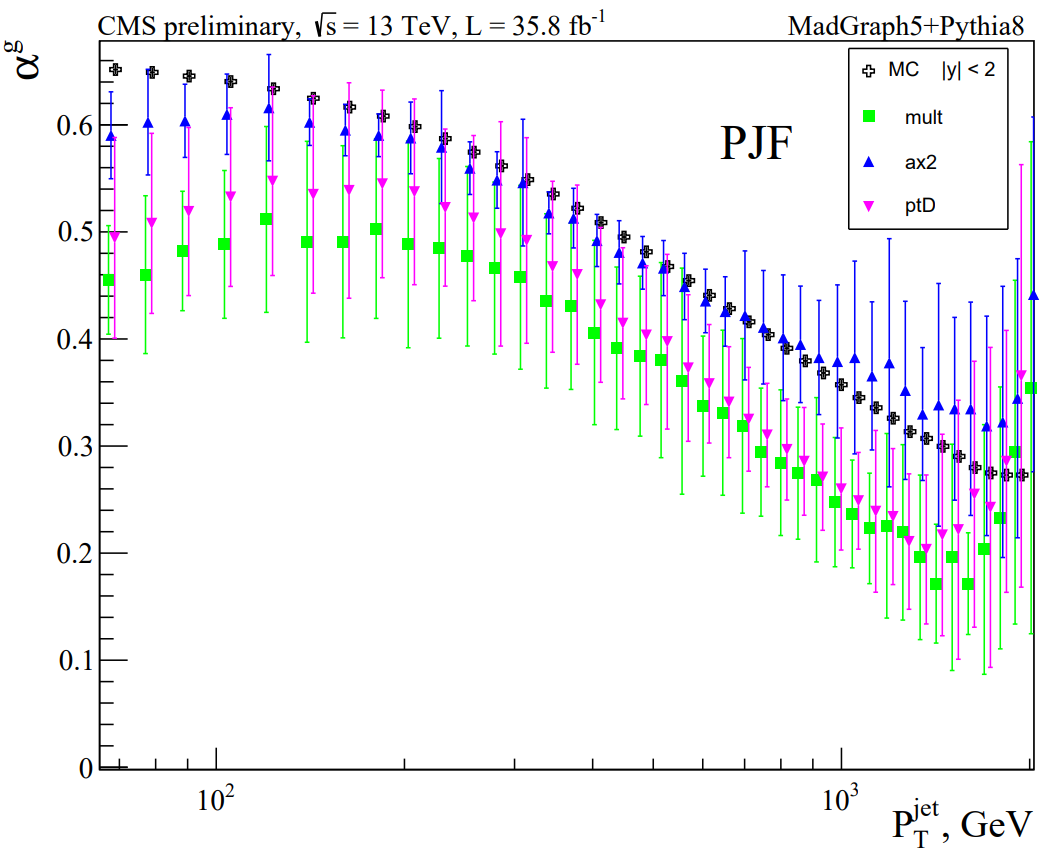 CMS preliminary, √s = 13 TeV, L = 35.8 fb⁻¹ MadGraph5+Pythia8
αᵍ
MC |y| < 2
mult
ax2
ptD
PJF
0.6
0.5
0.4
0.3
0.2
0.1
0
10² 10³
P_T^jet , GeV